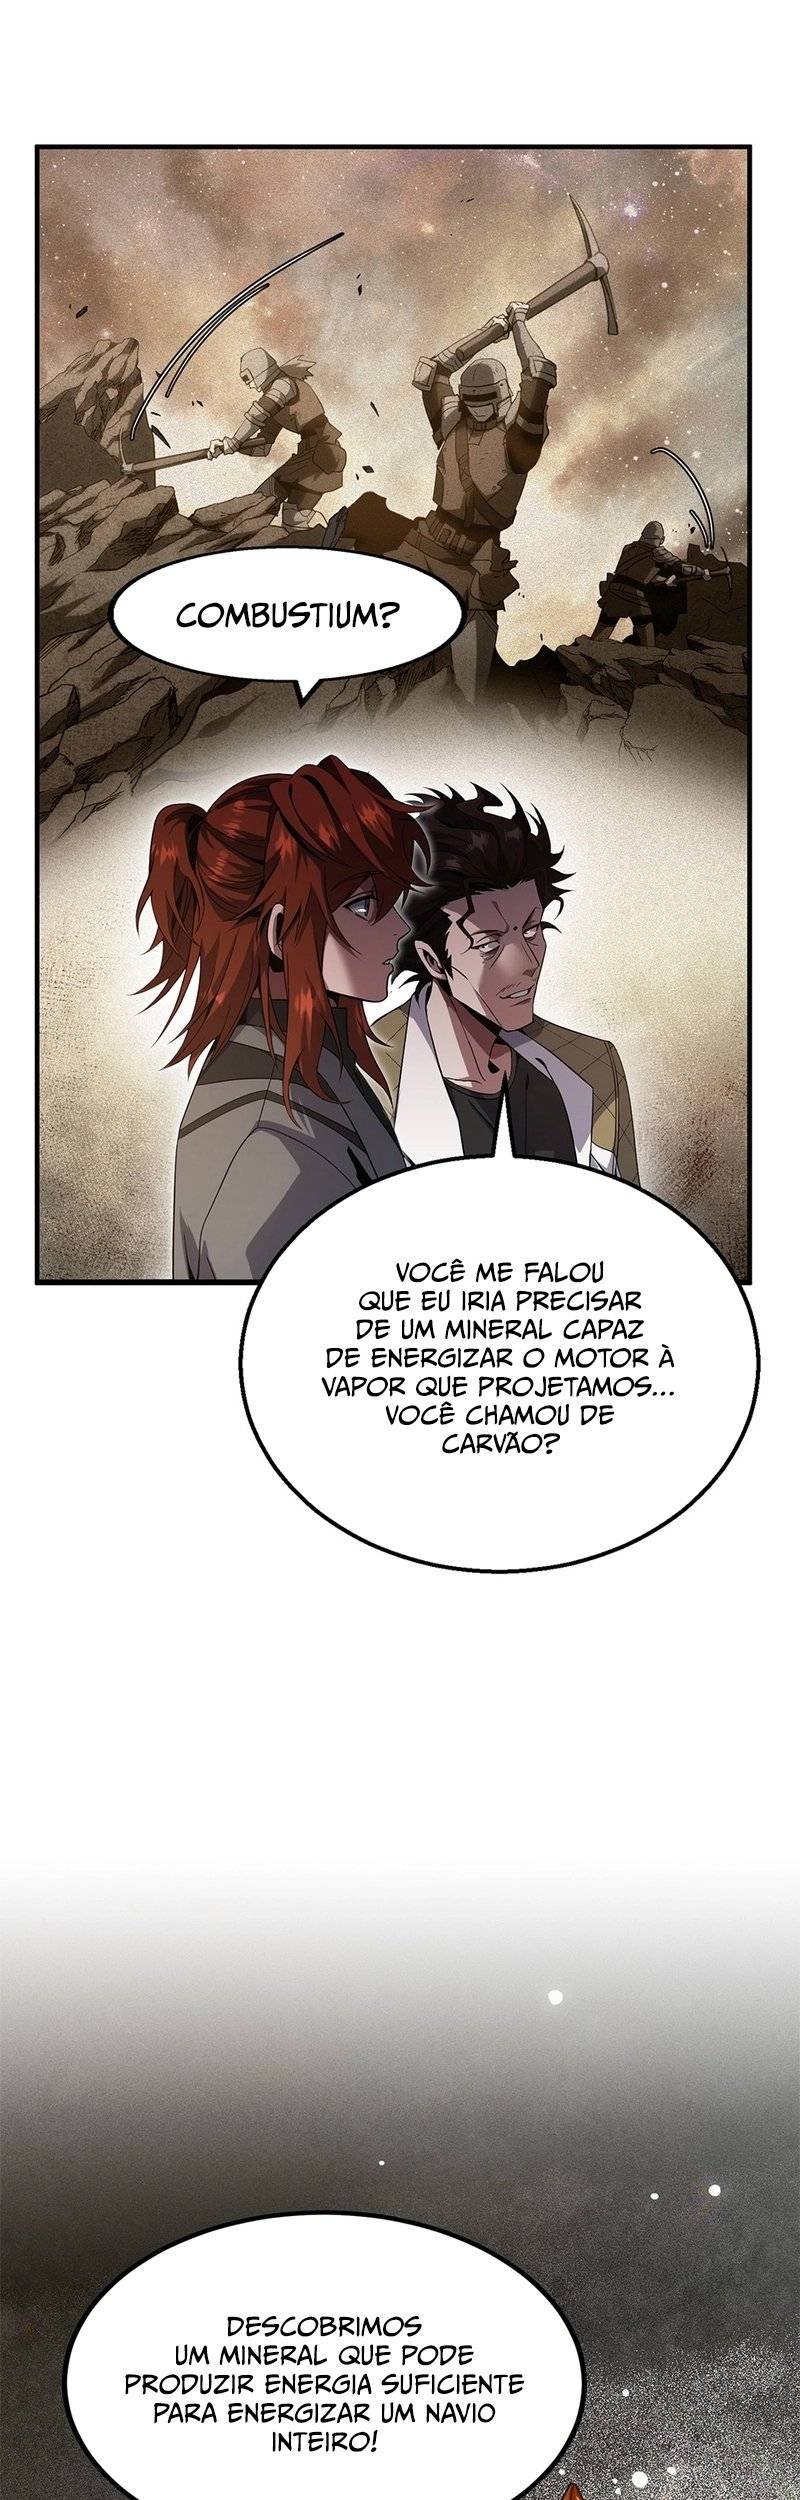 COMBUSTIUM?
VOCÊ ME FALOU
QUE EU IRIA PRECISAR
DE UM MINERAL CAPAZ
DE ENERGIZAR O MOTOR À
VAPOR QUE PROJETAMOS...
VOCÊ CHAMOU DE
CARVÃO?
DESCOBRIMOS
UM MINERAL QUE PODE
PRODUZIR ENERGIA SUFICIENTE
PARA ENERGIZAR UM NAVIO
INTEIRO!